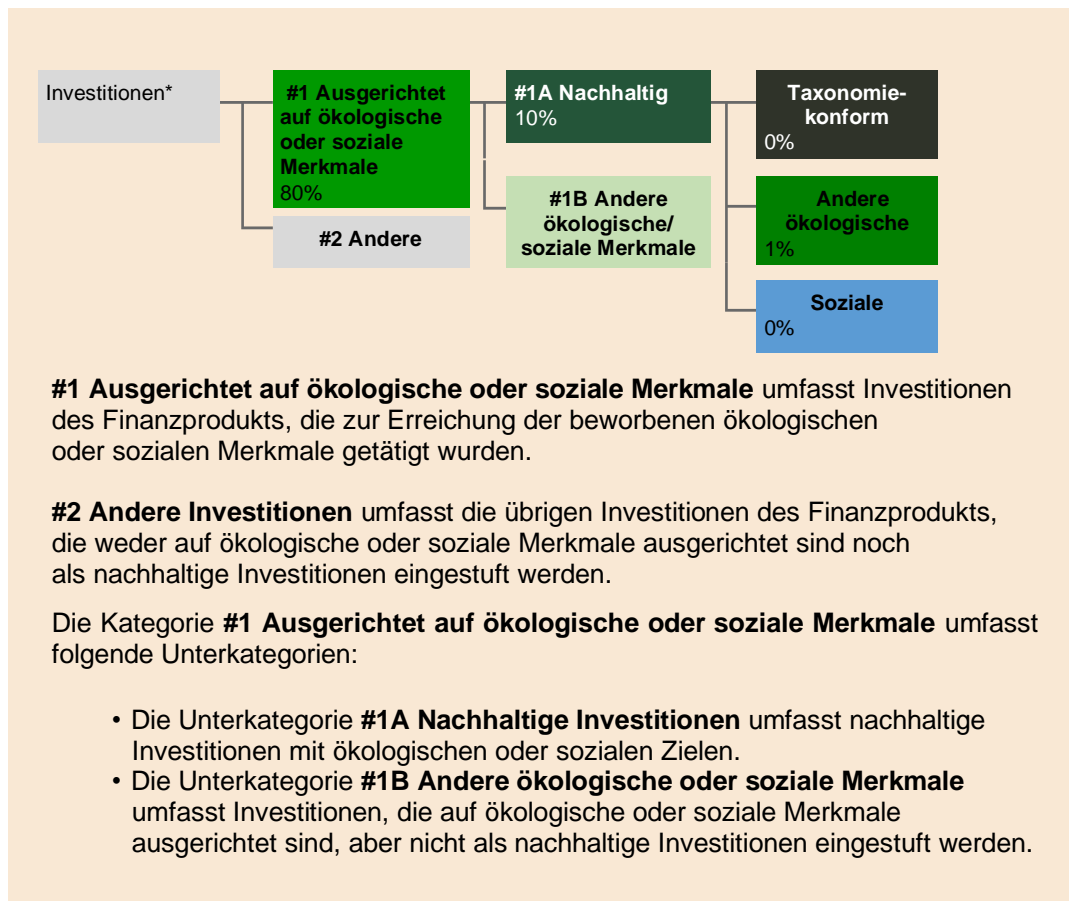 Investitionen*
#1 Ausgerichtet
auf ökologische
oder soziale
Merkmale
80%
#2 Andere
#1A Nachhaltig
10%
#1B Andere
ökologische/
soziale Merkmale
Taxonomie-
konform
0%
Andere
ökologische
1%
Soziale
0%
#1 Ausgerichtet auf ökologische oder soziale Merkmale umfasst Investitionen
des Finanzprodukts, die zur Erreichung der beworbenen ökologischen
oder sozialen Merkmale getätigt wurden.
#2 Andere Investitionen umfasst die übrigen Investitionen des Finanzprodukts,
die weder auf ökologische oder soziale Merkmale ausgerichtet sind noch
als nachhaltige Investitionen eingestuft werden.
Die Kategorie #1 Ausgerichtet auf ökologische oder soziale Merkmale umfasst
folgende Unterkategorien:
• Die Unterkategorie #1A Nachhaltige Investitionen umfasst nachhaltige
Investitionen mit ökologischen oder sozialen Zielen.
• Die Unterkategorie #1B Andere ökologische oder soziale Merkmale
umfasst Investitionen, die auf ökologische oder soziale Merkmale
ausgerichtet sind, aber nicht als nachhaltige Investitionen eingestuft werden.